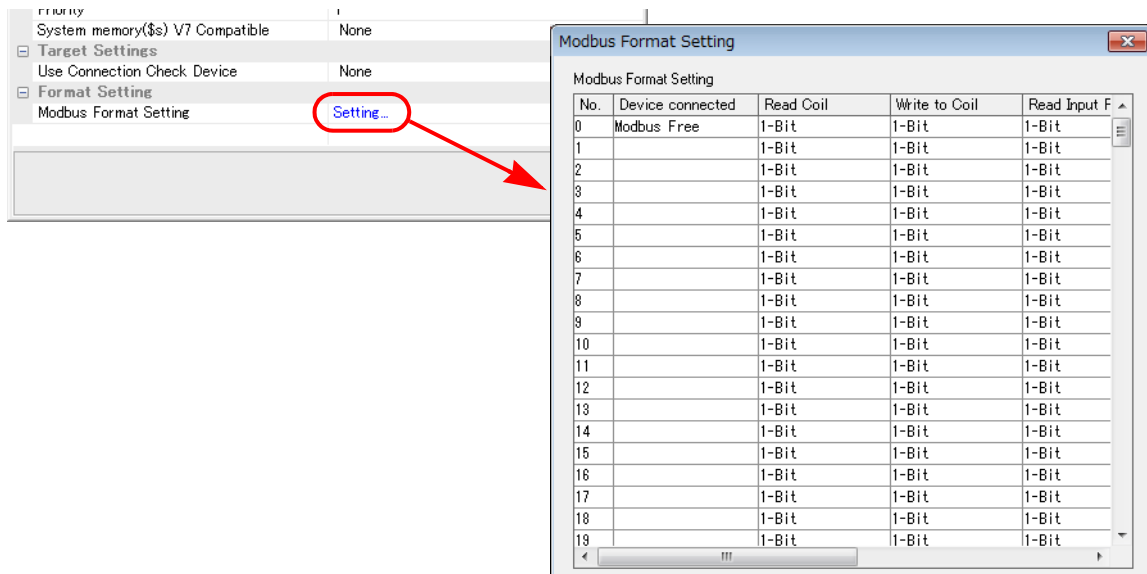 Priority 1
System memory($s) V7 Compatible None
Target Settings
Use Connection Check Device None
Format Setting
Modbus Format Setting Setting...
Modbus Format Setting
Modbus Format Setting
No. Device connected Read Coil Write to Coil Read Input F
0 Modbus Free 1-Bit 1-Bit 1-Bit
1 1-Bit 1-Bit 1-Bit
2 1-Bit 1-Bit 1-Bit
3 1-Bit 1-Bit 1-Bit
4 1-Bit 1-Bit 1-Bit
5 1-Bit 1-Bit 1-Bit
6 1-Bit 1-Bit 1-Bit
7 1-Bit 1-Bit 1-Bit
8 1-Bit 1-Bit 1-Bit
9 1-Bit 1-Bit 1-Bit
10 1-Bit 1-Bit 1-Bit
11 1-Bit 1-Bit 1-Bit
12 1-Bit 1-Bit 1-Bit
13 1-Bit 1-Bit 1-Bit
14 1-Bit 1-Bit 1-Bit
15 1-Bit 1-Bit 1-Bit
16 1-Bit 1-Bit 1-Bit
17 1-Bit 1-Bit 1-Bit
18 1-Bit 1-Bit 1-Bit
19 1-Bit 1-Bit 1-Bit